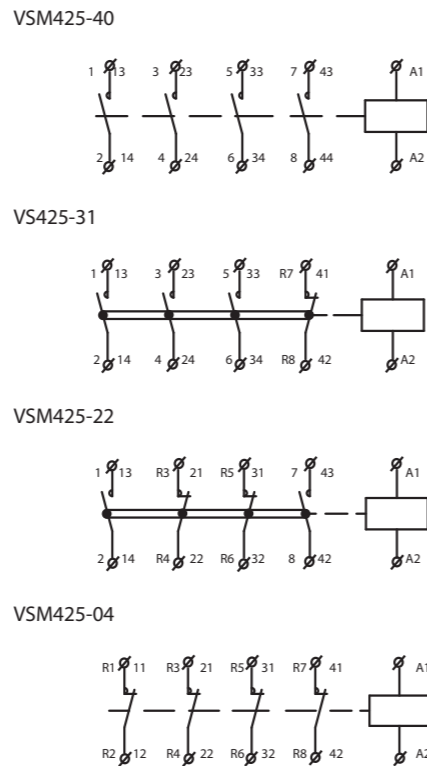 VSM425-40
1 13 3 23 5 33 7 43 A1
2 14 4 24 6 34 8 44 A2
VS425-31
1 13 3 23 5 33 R7 41 A1
2 14 4 24 6 34 R8 42 A2
VSM425-22
1 13 R3 21 R5 31 7 43 A1
2 14 R4 22 R6 32 8 42 A2
VSM425-04
R1 11 R3 21 R5 31 R7 41 A1
R2 12 R4 22 R6 32 R8 42 A2